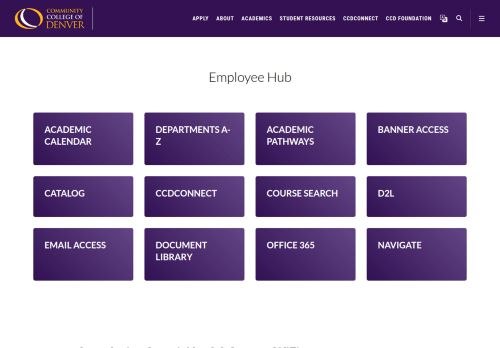 COMMUNITY
COLLEGE OF
DENVER
APPLY ABOUT ACADEMICS STUDENT RESOURCES CCDCONNECT CCD FOUNDATION
Employee Hub
ACADEMIC
CALENDAR
DEPARTMENTS A-
Z
ACADEMIC
PATHWAYS
BANNER ACCESS
CATALOG
CCDCONNECT
COURSE SEARCH
D2L
EMAIL ACCESS
DOCUMENT
LIBRARY
OFFICE 365
NAVIGATE